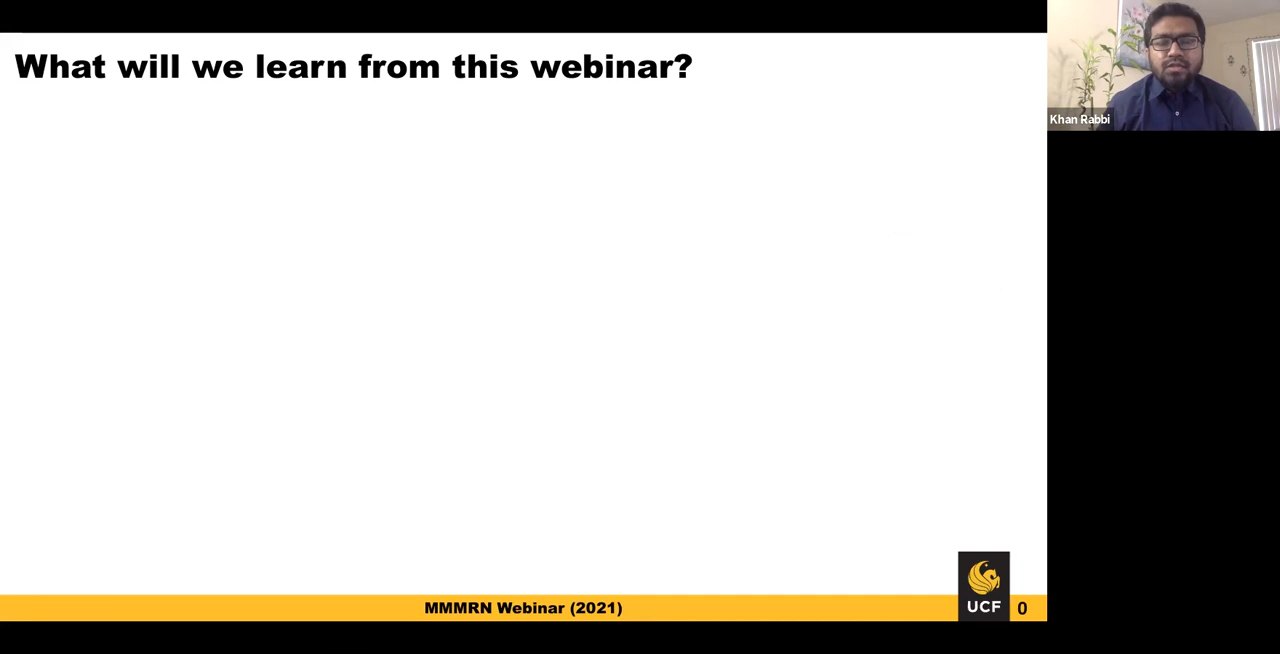 What will we learn from this webinar?
Khan Rabbi
MMMRN Webinar (2021)
UCF
0